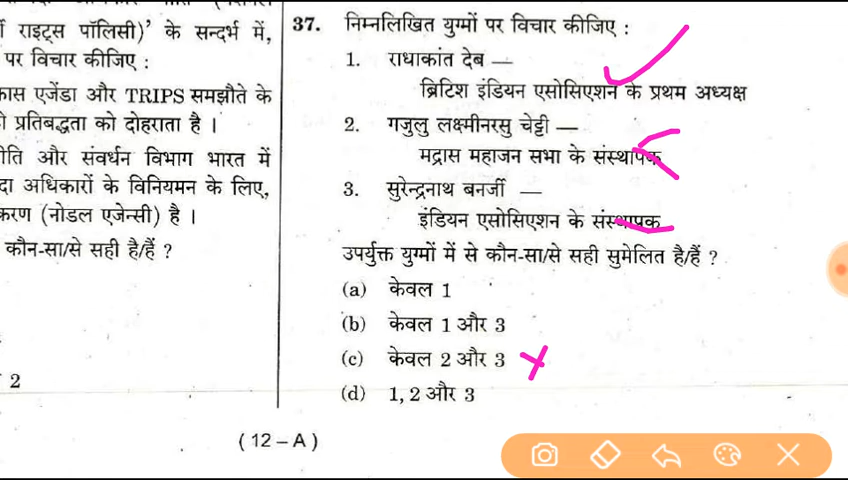 र्ी राइट्स पॉलिसी)' के सन्दर्भ में,
पर विचार कीजिए :
कास एजेंडा और TRIPS समझौते के
ो प्रतिबद्धता को दोहराता है ।
ीति और संवर्धन विभाग भारत में
दा अधिकारों के विनियमन के लिए,
करण (नोडल एजेन्सी) है ।
कौन-सा/से सही है/हैं ?
2
37. निम्नलिखित युग्मों पर विचार कीजिए :
1. राधाकांत देब —
ब्रिटिश इंडियन एसोसिएशन के प्रथम अध्यक्ष
2. गजुलु लक्ष्मीनरसु चेट्टी —
मद्रास महाजन सभा के संस्थापक
3. सुरेन्द्रनाथ बनर्जी —
इंडियन एसोसिएशन के संस्थापक
उपर्युक्त युग्मों में से कौन-सा/से सही सुमेलित है/हैं ?
(a) केवल 1
(b) केवल 1 और 3
(c) केवल 2 और 3
(d) 1, 2 और 3
( 12 – A )